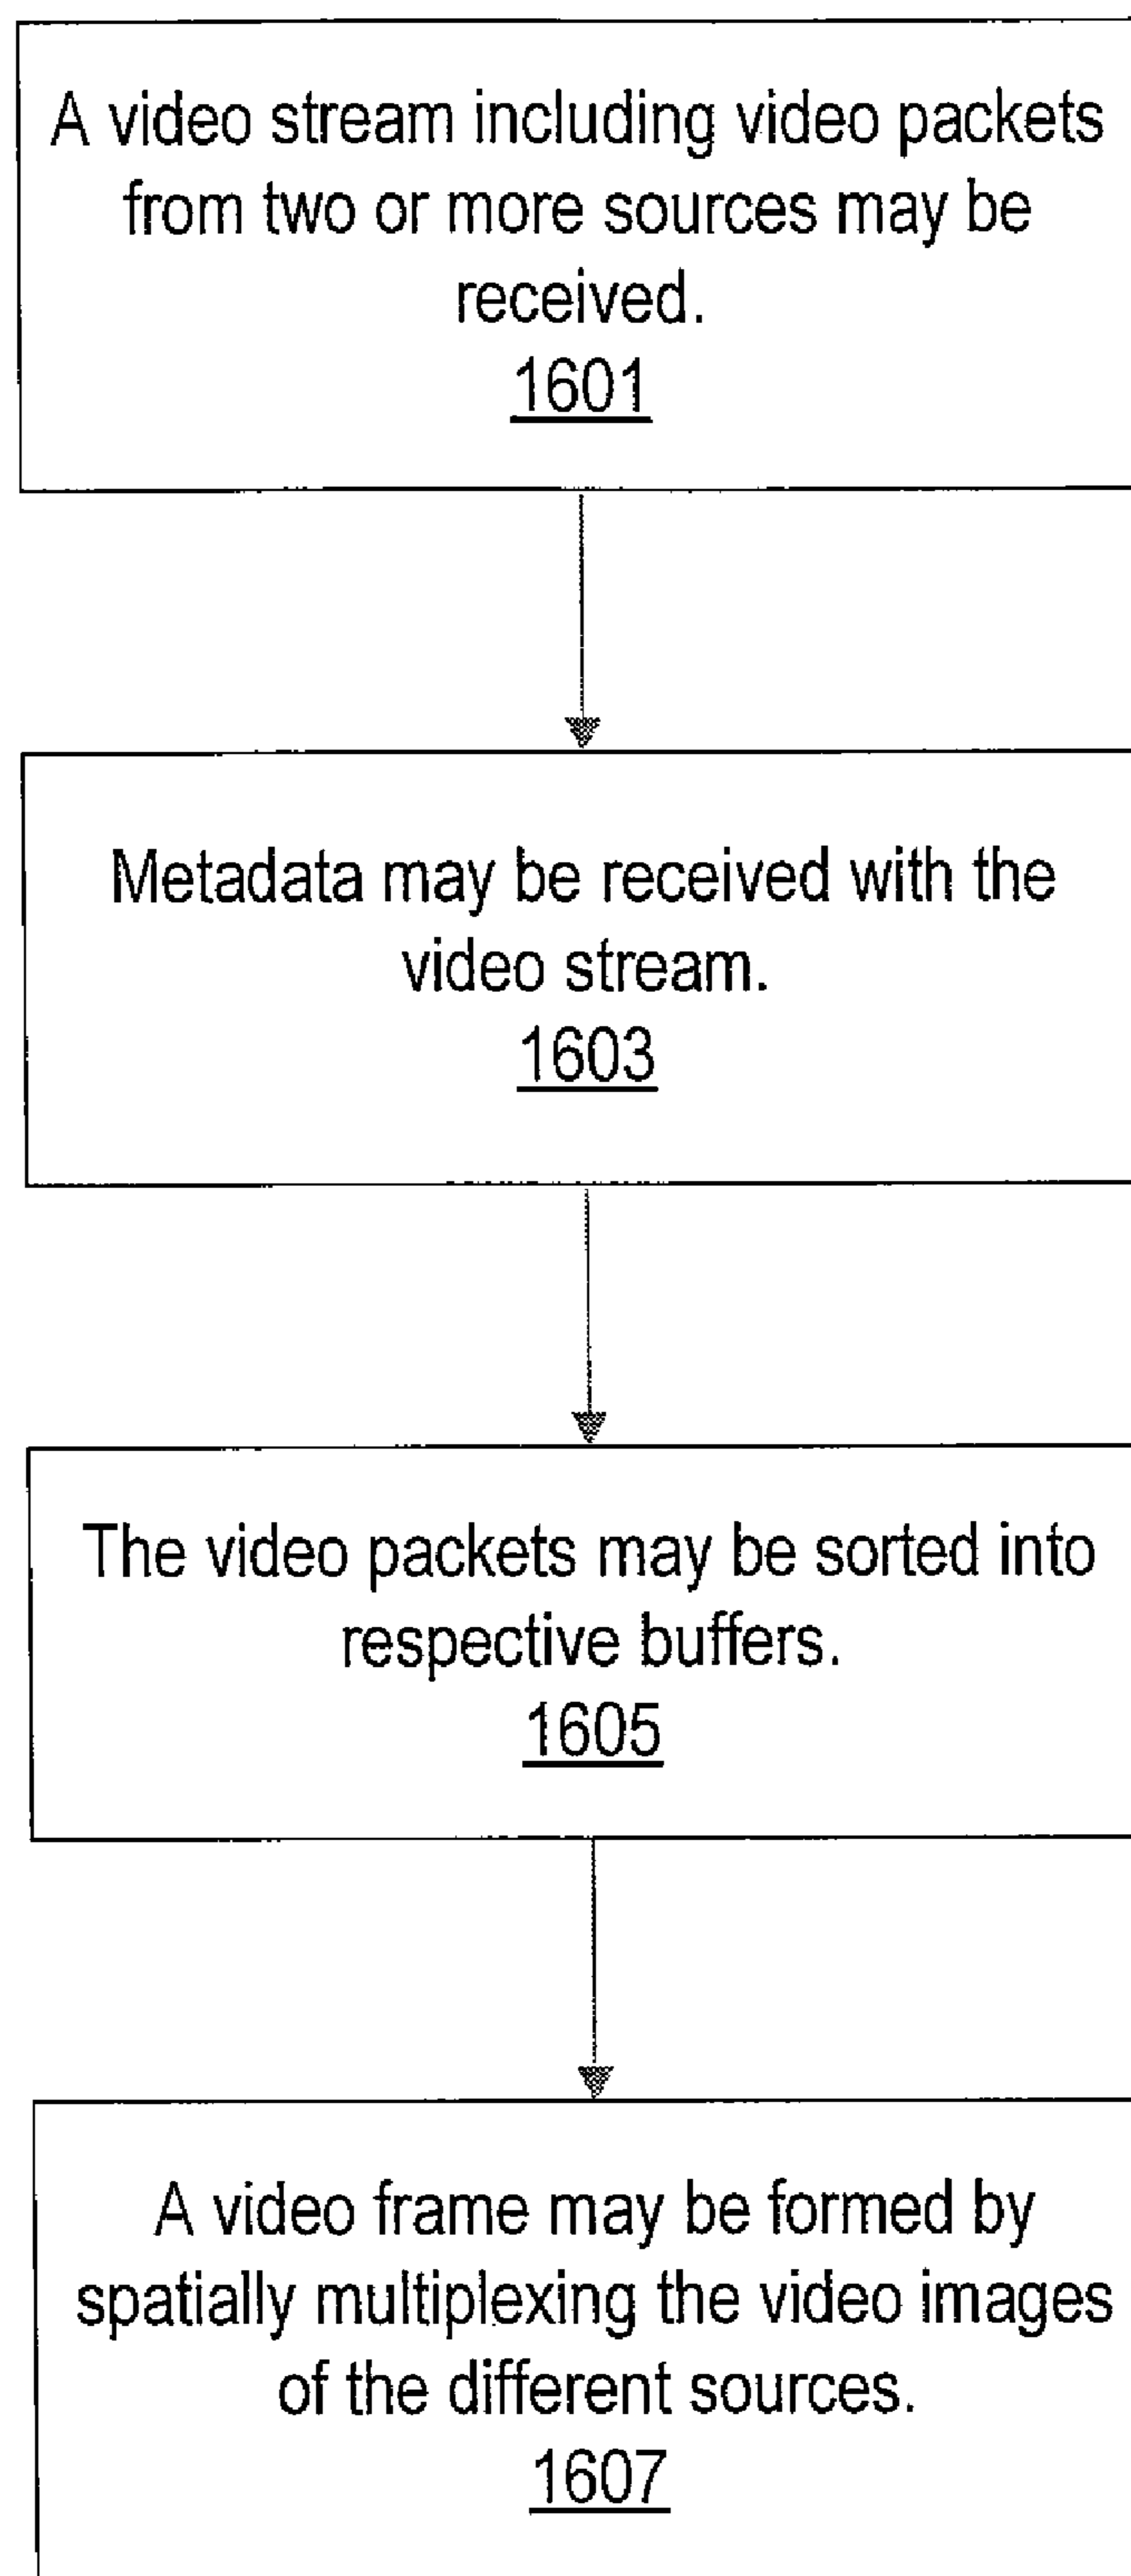 A video stream including video packets
from two or more sources may be
received.
1601
Metadata may be received with the
video stream.
1603
The video packets may be sorted into
respective buffers.
1605
A video frame may be formed by
spatially multiplexing the video images
of the different sources.
1607